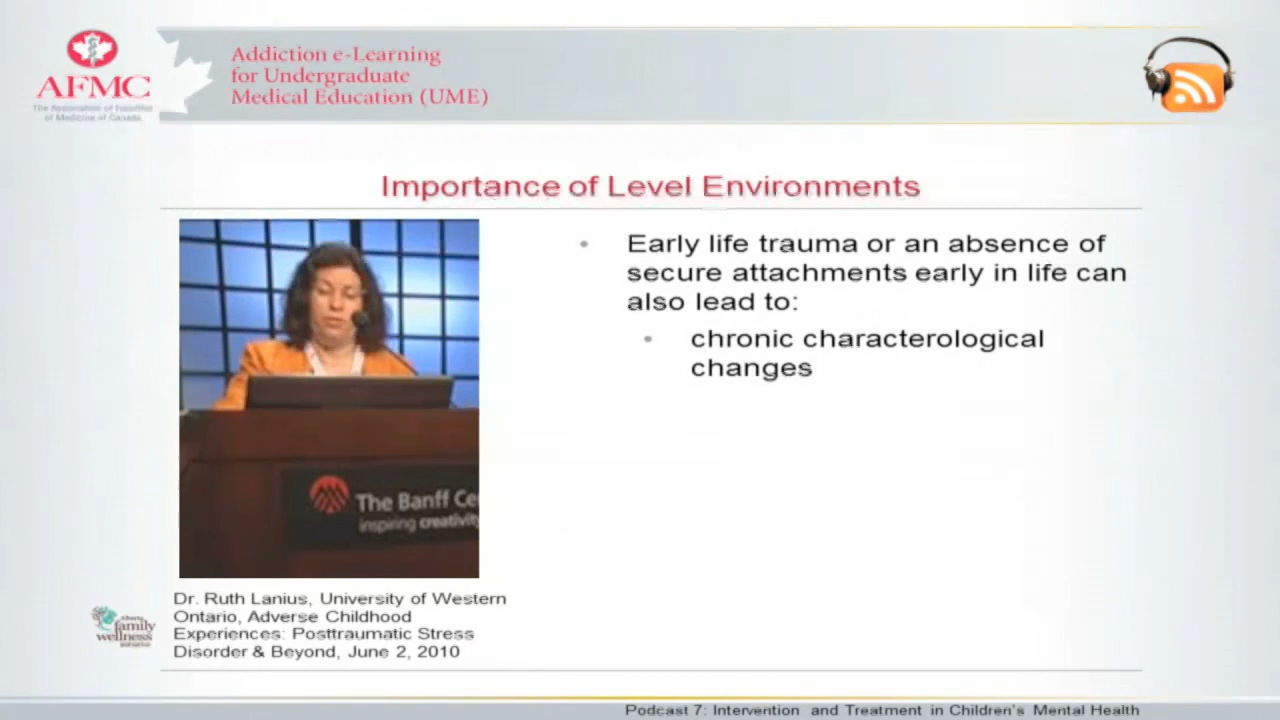 AFMC
The Association of Faculties
of Medicine of Canada
Addiction e-Learning
for Undergraduate
Medical Education (UME)
Importance of Level Environments
Early life trauma or an absence of
secure attachments early in life can
also lead to:
chronic characterological
changes
The Banff Ce
inspiring creativity
Dr. Ruth Lanius, University of Western
Ontario, Adverse Childhood
Experiences: Posttraumatic Stress
Disorder & Beyond, June 2, 2010
Alberta
family
wellness
initiative
Podcast 7: Intervention and Treatment in Children's Mental Health